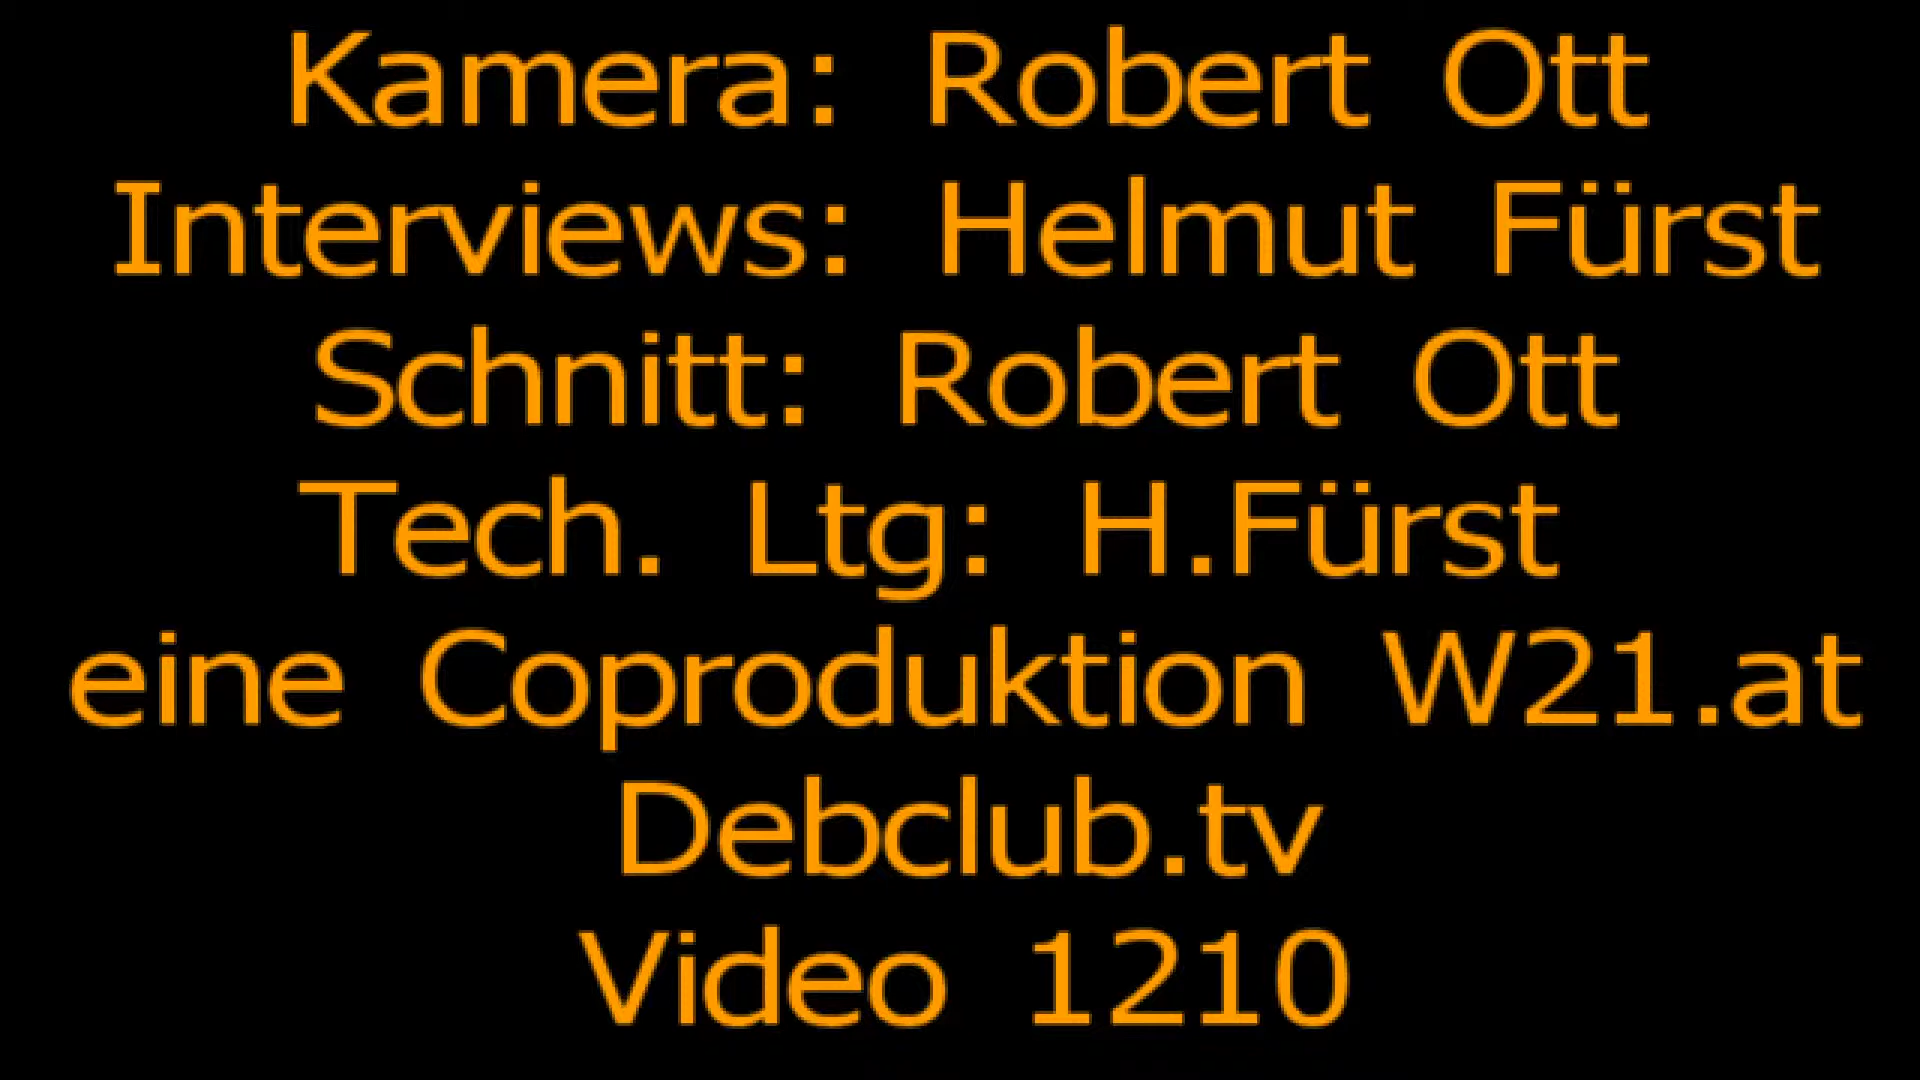 Kamera: Robert Ott
Interviews: Helmut Fürst
Schnitt: Robert Ott
Tech. Ltg: H.Fürst
eine Coproduktion W21.at
Debclub.tv
Video 1210